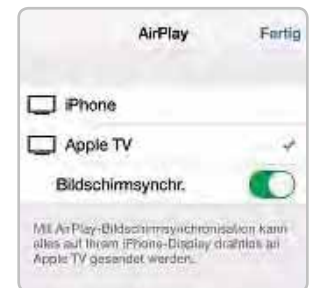 AirPlay Fertig
iPhone
Apple TV
Bildschirmsynchr.
Mit AirPlay-Bildschirmsynchronisation kann
alles auf Ihrem iPhone-Display drahtlos an
Apple TV gesendet werden.